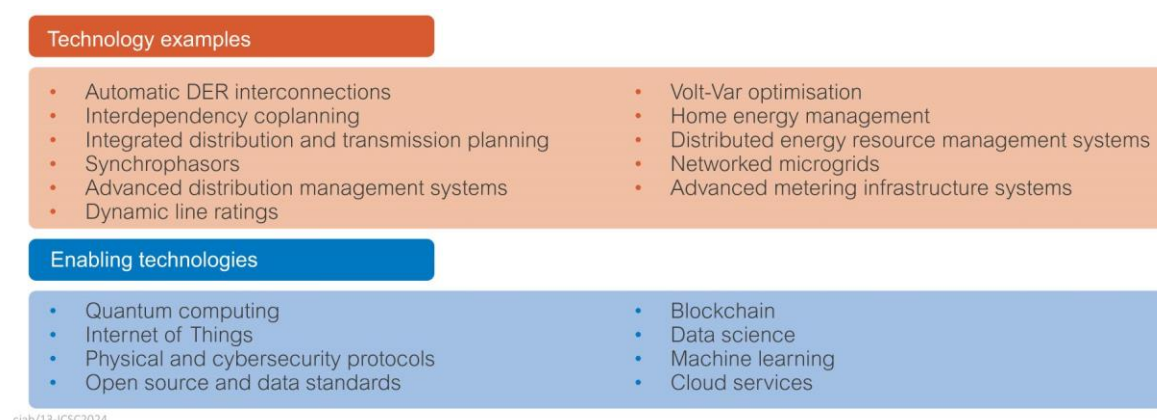 Technology examples
• Automatic DER interconnections
• Interdependency coplanning
• Integrated distribution and transmission planning
• Synchrophasors
• Advanced distribution management systems
• Dynamic line ratings
• Volt-Var optimisation
• Home energy management
• Distributed energy resource management systems
• Networked microgrids
• Advanced metering infrastructure systems
Enabling technologies
• Quantum computing
• Internet of Things
• Physical and cybersecurity protocols
• Open source and data standards
• Blockchain
• Data science
• Machine learning
• Cloud services